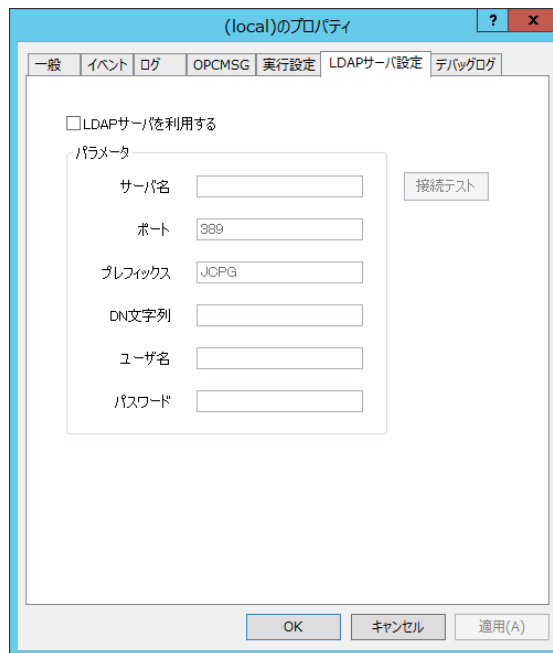 (local)のプロパティ
? x
一般 イベント ログ OPCMSG 実行設定 LDAPサーバ設定 デバッグログ
LDAPサーバを利用する
パラメータ
サーバ名 接続テスト
ポート 389
プレフィックス JCPG
DN文字列
ユーザ名
パスワード
OK キャンセル 適用(A)